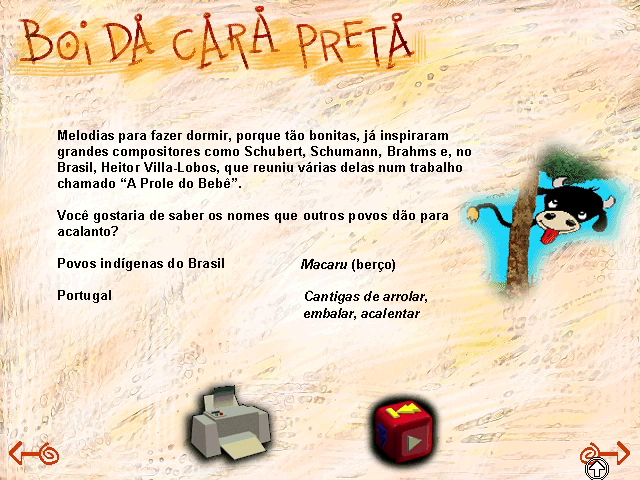 BOI DA CARA PRETA
Melodias para fazer dormir, porque tão bonitas, já inspiraram
grandes compositores como Schubert, Schumann, Brahms e, no
Brasil, Heitor Villa-Lobos, que reuniu várias delas num trabalho
chamado “A Prole do Bebê”.
Você gostaria de saber os nomes que outros povos dão para
acalanto?
Povos indígenas do Brasil Macaru (berço)
Portugal Cantigas de arrolar,
embalar, acalentar